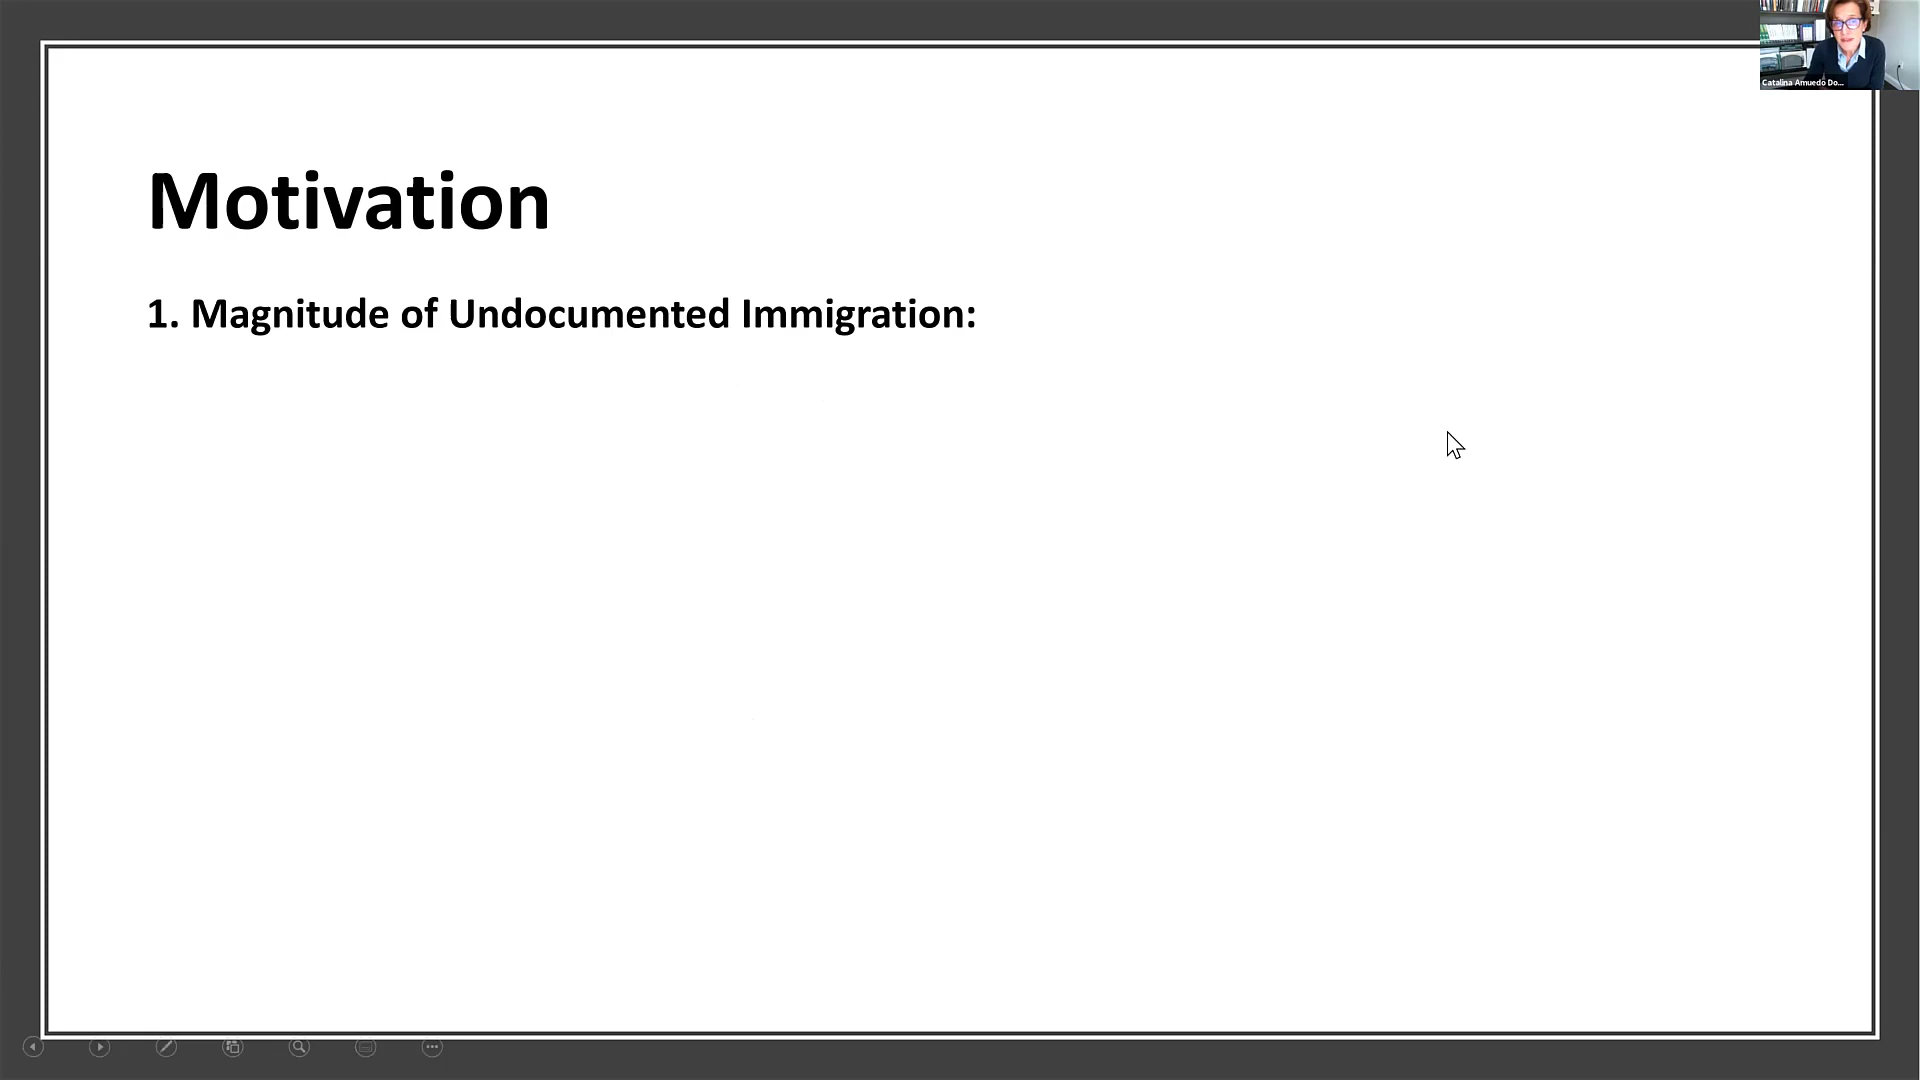 Catalina Amuedo Do...
Motivation
1. Magnitude of Undocumented Immigration: